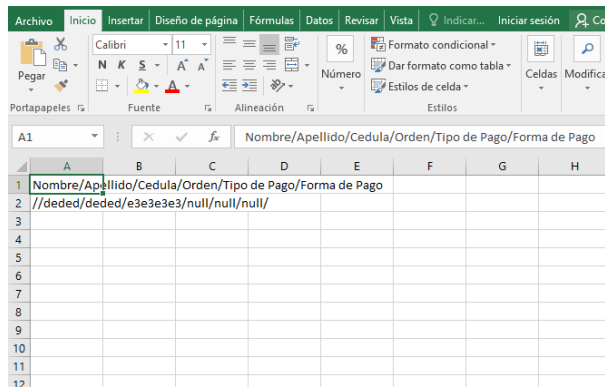 Archivo Inicio Insertar Diseño de página Fórmulas Datos Revisar Vista Indicar... Iniciar sesión
Calibri 11 % Formato condicional
Pegar N K S A A Número Dar formato como tabla Celdas Modifica
A Estilos de celda
Portapapeles Fuente Alineación Estilos
A1 fx Nombre/Apellido/Cedula/Orden/Tipo de Pago/Forma de Pago
A B C D E F G H
1 Nombre/Apellido/Cedula/Orden/Tipo de Pago/Forma de Pago
2 //deded/deded/e3e3e3e3/null/null/null/
3
4
5
6
7
8
9
10
11
12